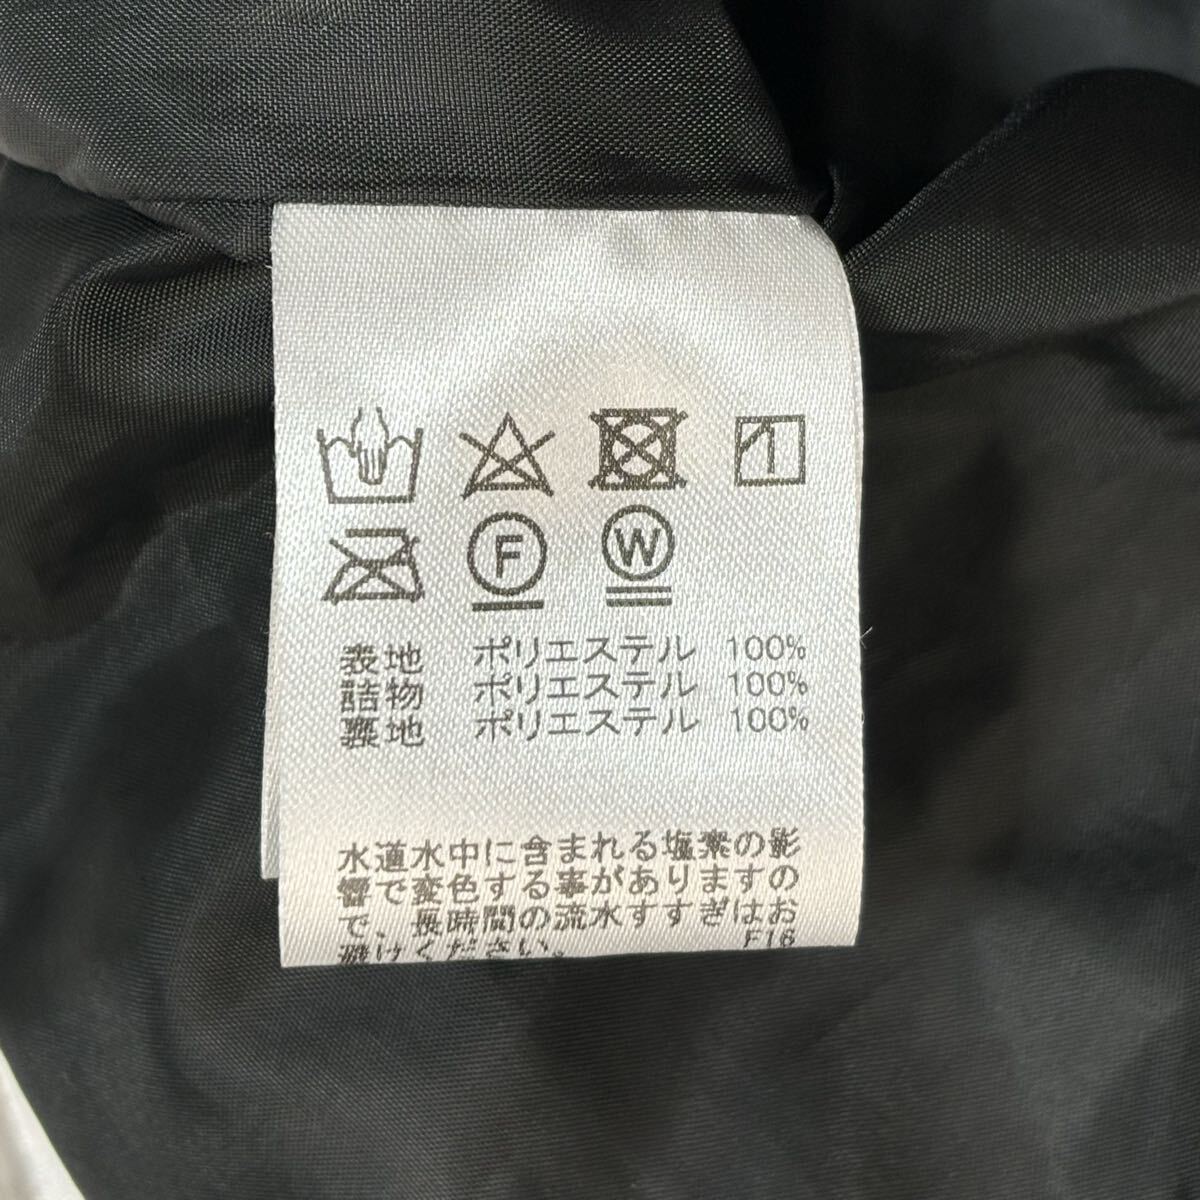 F W
表地 ポリエステル 100%
詰物 ポリエステル 100%
裏地 ポリエステル 100%
水道水中に含まれる塩素の影
響で変色する事がありますの
で、長時間の流水すすぎはお
避けください。 F16